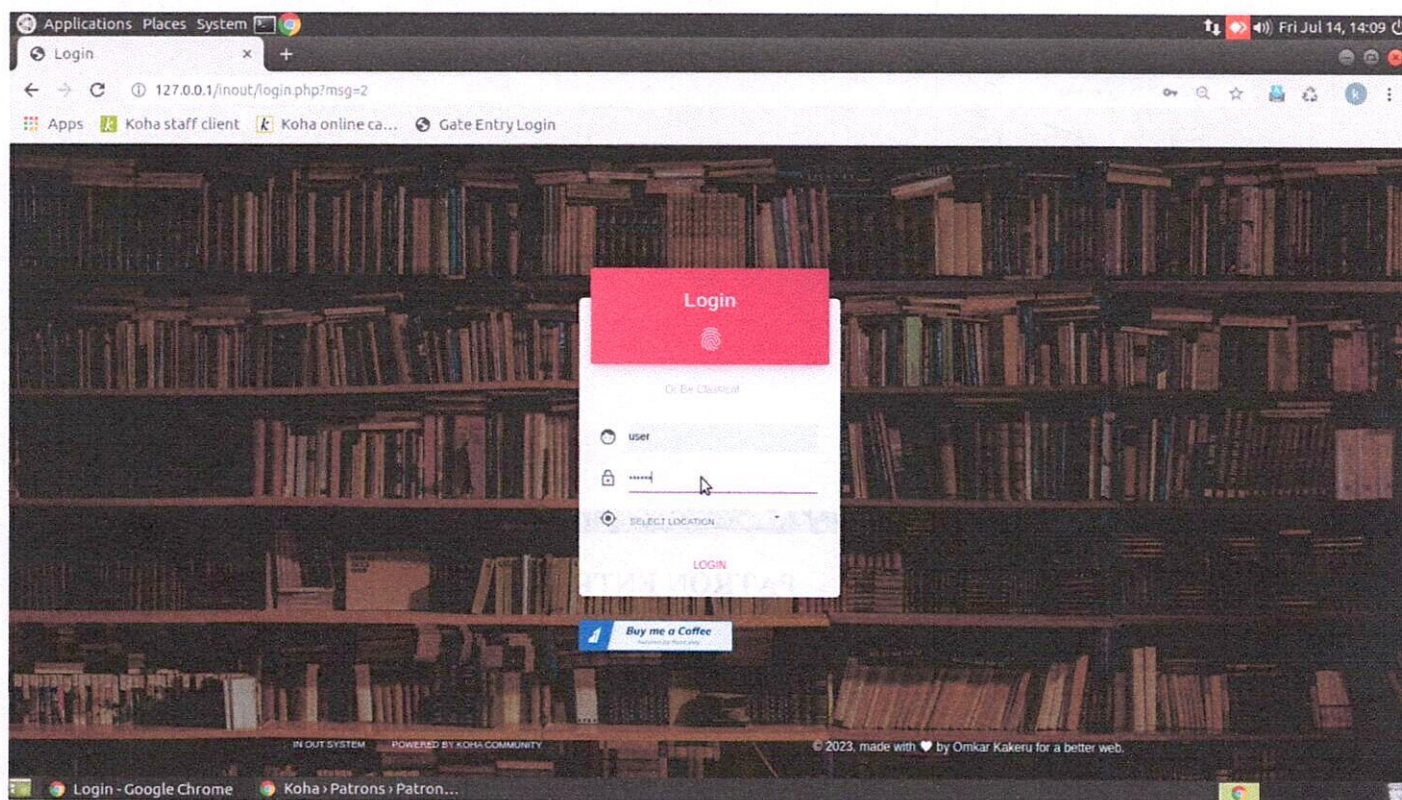 Applications Places System Fri Jul 14, 14:09
Login
127.0.0.1/inout/login.php?msg=2
Apps Koha staff client Koha online ca... Gate Entry Login
Login
Or Be Classical
user
••••••
SELECT LOCATION
LOGIN
PATRON ENTR
Buy me a Coffee
IN OUT SYSTEM POWERED BY KOHA COMMUNITY © 2023, made with ♥ by Omkar Kakeru for a better web.
Login - Google Chrome Koha › Patrons › Patron...